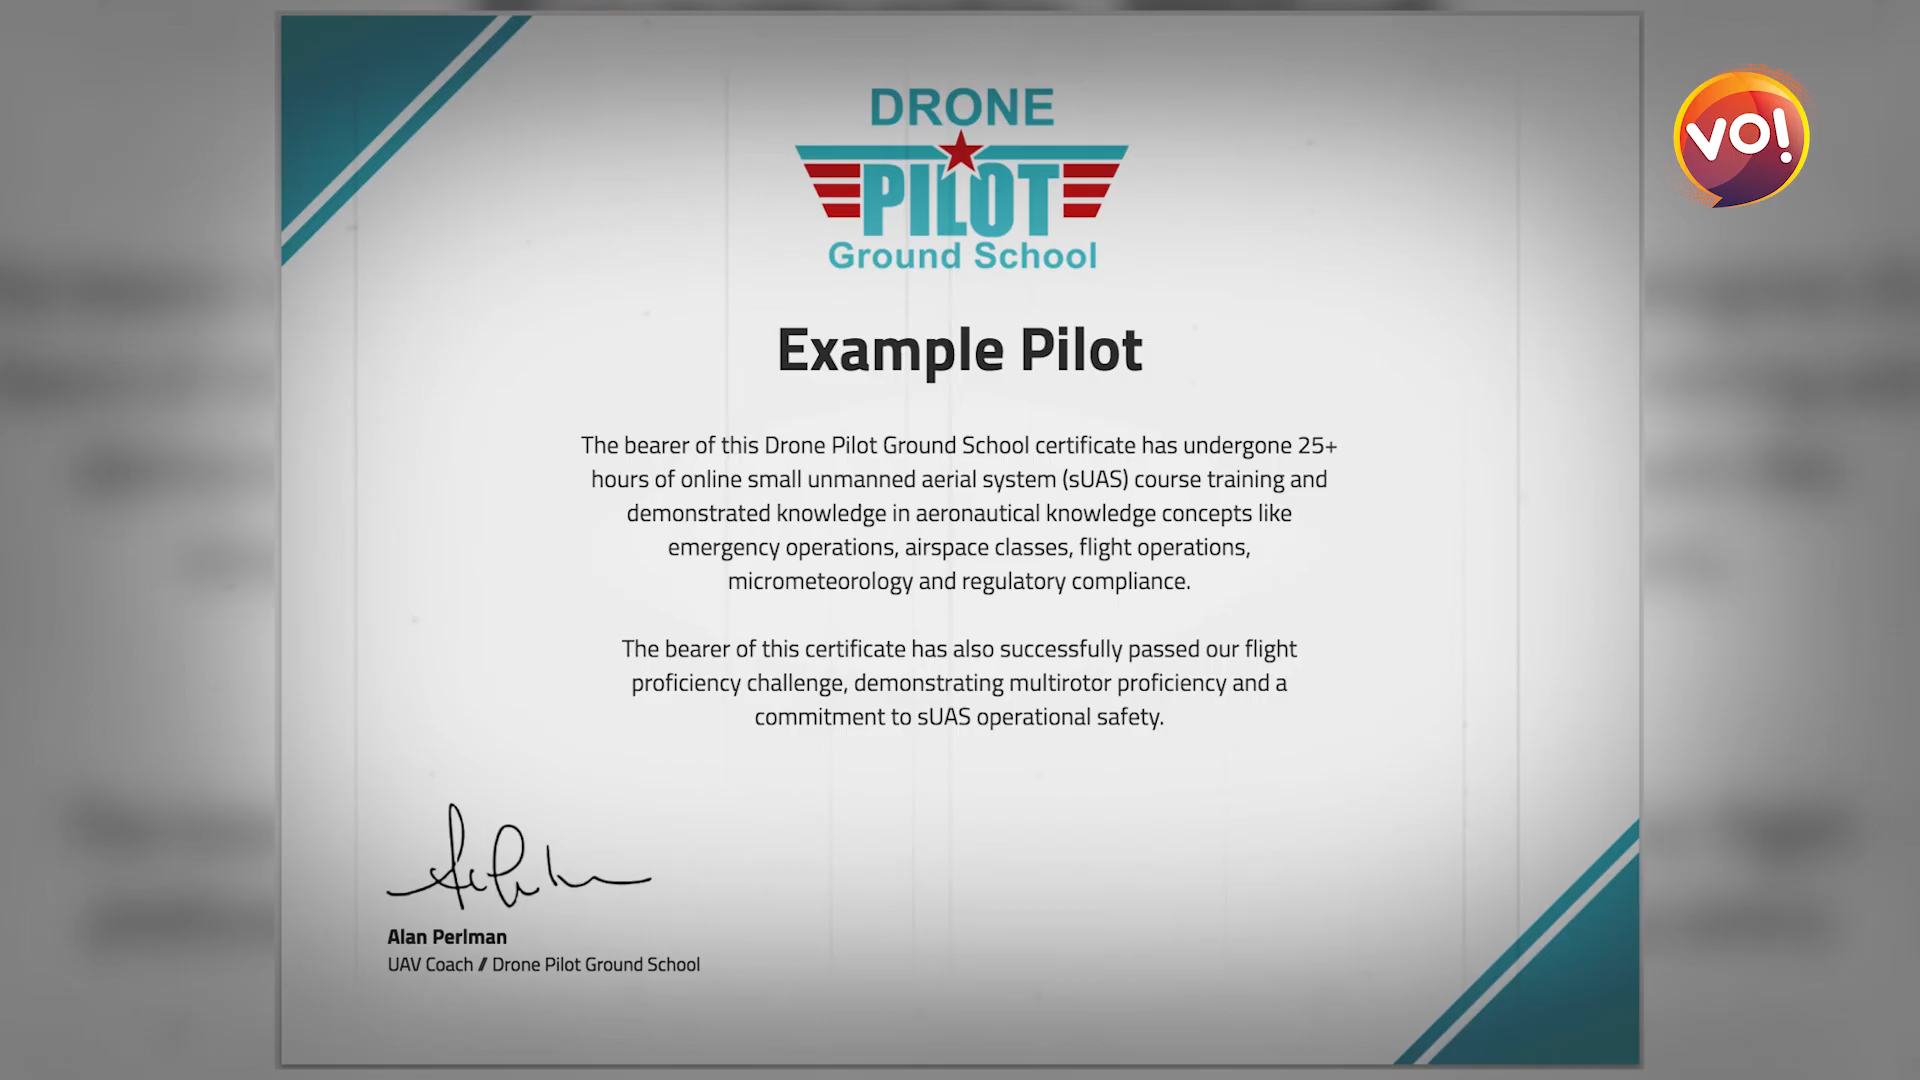 DRONE
PILOT
Ground School
VO!
Example Pilot
The bearer of this Drone Pilot Ground School certificate has undergone 25+
hours of online small unmanned aerial system (sUAS) course training and
demonstrated knowledge in aeronautical knowledge concepts like
emergency operations, airspace classes, flight operations,
micrometeorology and regulatory compliance.
The bearer of this certificate has also successfully passed our flight
proficiency challenge, demonstrating multirotor proficiency and a
commitment to sUAS operational safety.
Alan Perlman
UAV Coach // Drone Pilot Ground School